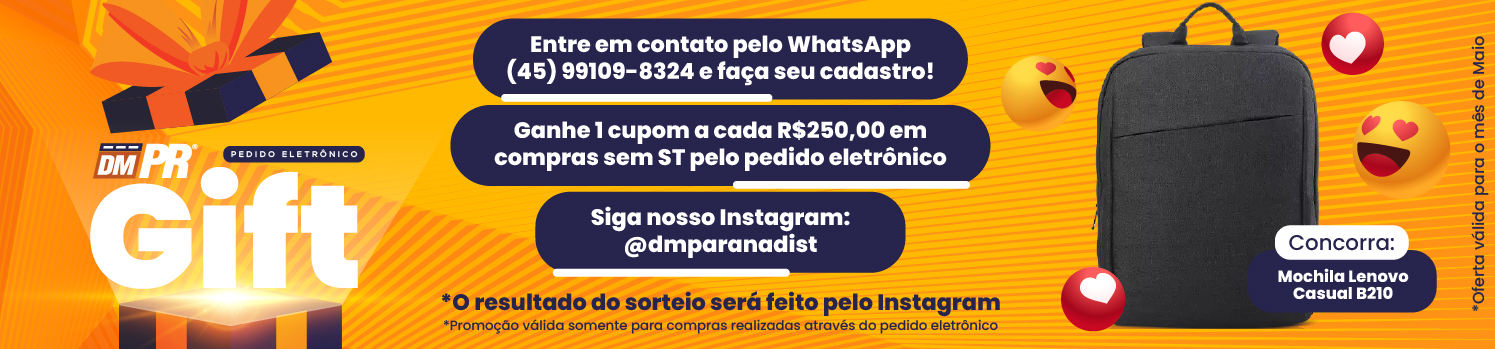 DMPR®
PEDIDO ELETRÔNICO
Gift
Entre em contato pelo WhatsApp
(45) 99109-8324 e faça seu cadastro!
Ganhe 1 cupom a cada R$250,00 em
compras sem ST pelo pedido eletrônico
Siga nosso Instagram:
@dmparanadist
*O resultado do sorteio será feito pelo Instagram
*Promoção válida somente para compras realizadas através do pedido eletrônico
Concorra:
Mochila Lenovo
Casual B210
*Oferta válida para o mês de Maio